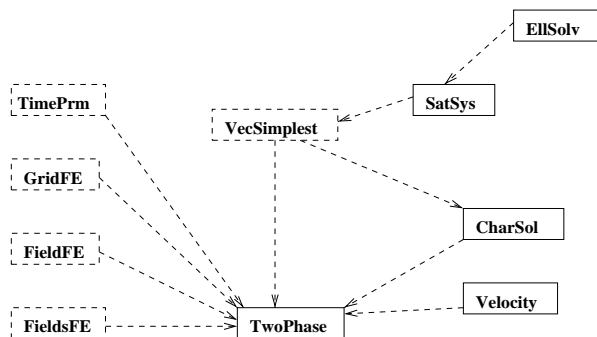 EllSolv
TimePrm
SatSys
VecSimplest
GridFE
CharSol
FieldFE
Velocity
FieldsFE
TwoPhase